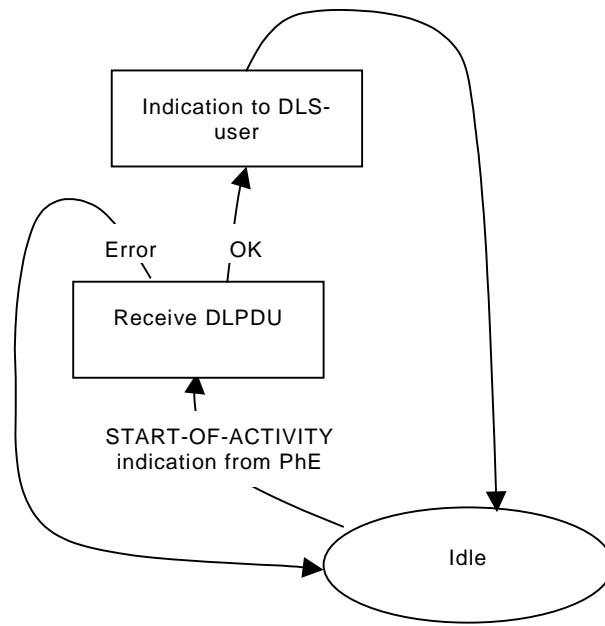 Indication to DLS-
user
Error
OK
Receive DLPDU
START-OF-ACTIVITY
indication from PhE
Idle